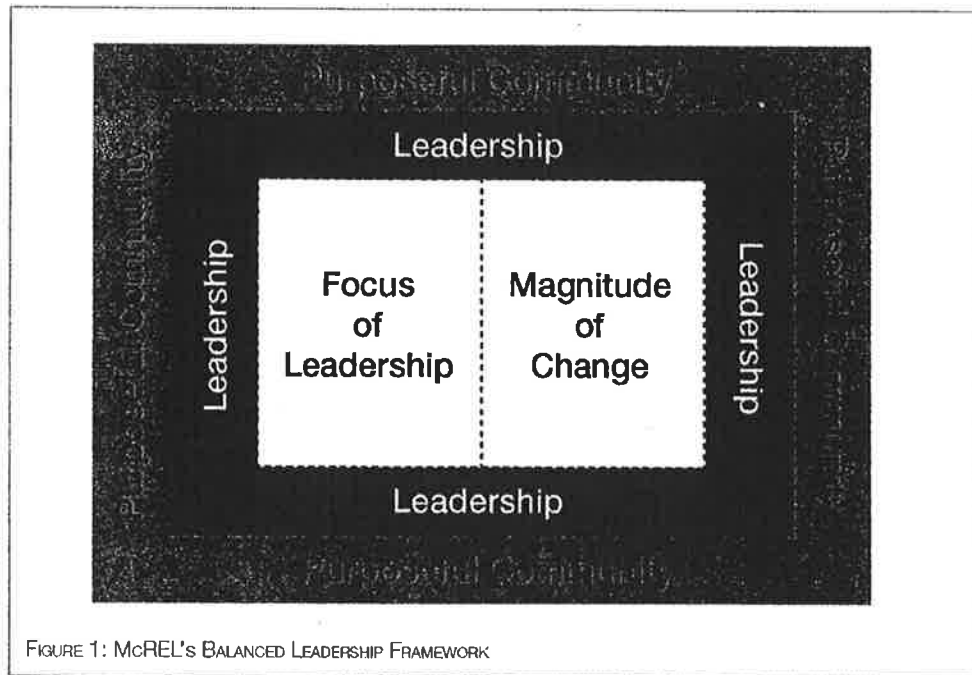 Purposeful Community
Leadership
Leadership
Focus
of
Leadership
Magnitude
of
Change
Leadership
Leadership
Purposeful Community
FIGURE 1: MCREL'S BALANCED LEADERSHIP FRAMEWORK